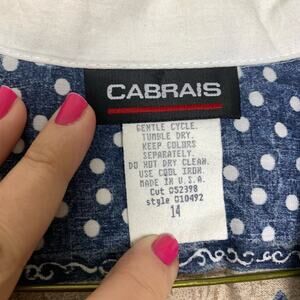 CABRAIS
GENTLE CYCLE.
TUMBLE DRY.
KEEP COLORS
SEPARATELY.
DO NOT DRY CLEAN.
USE COOL IRON.
MADE IN U.S.A.
Cut 052398
style 010492
14